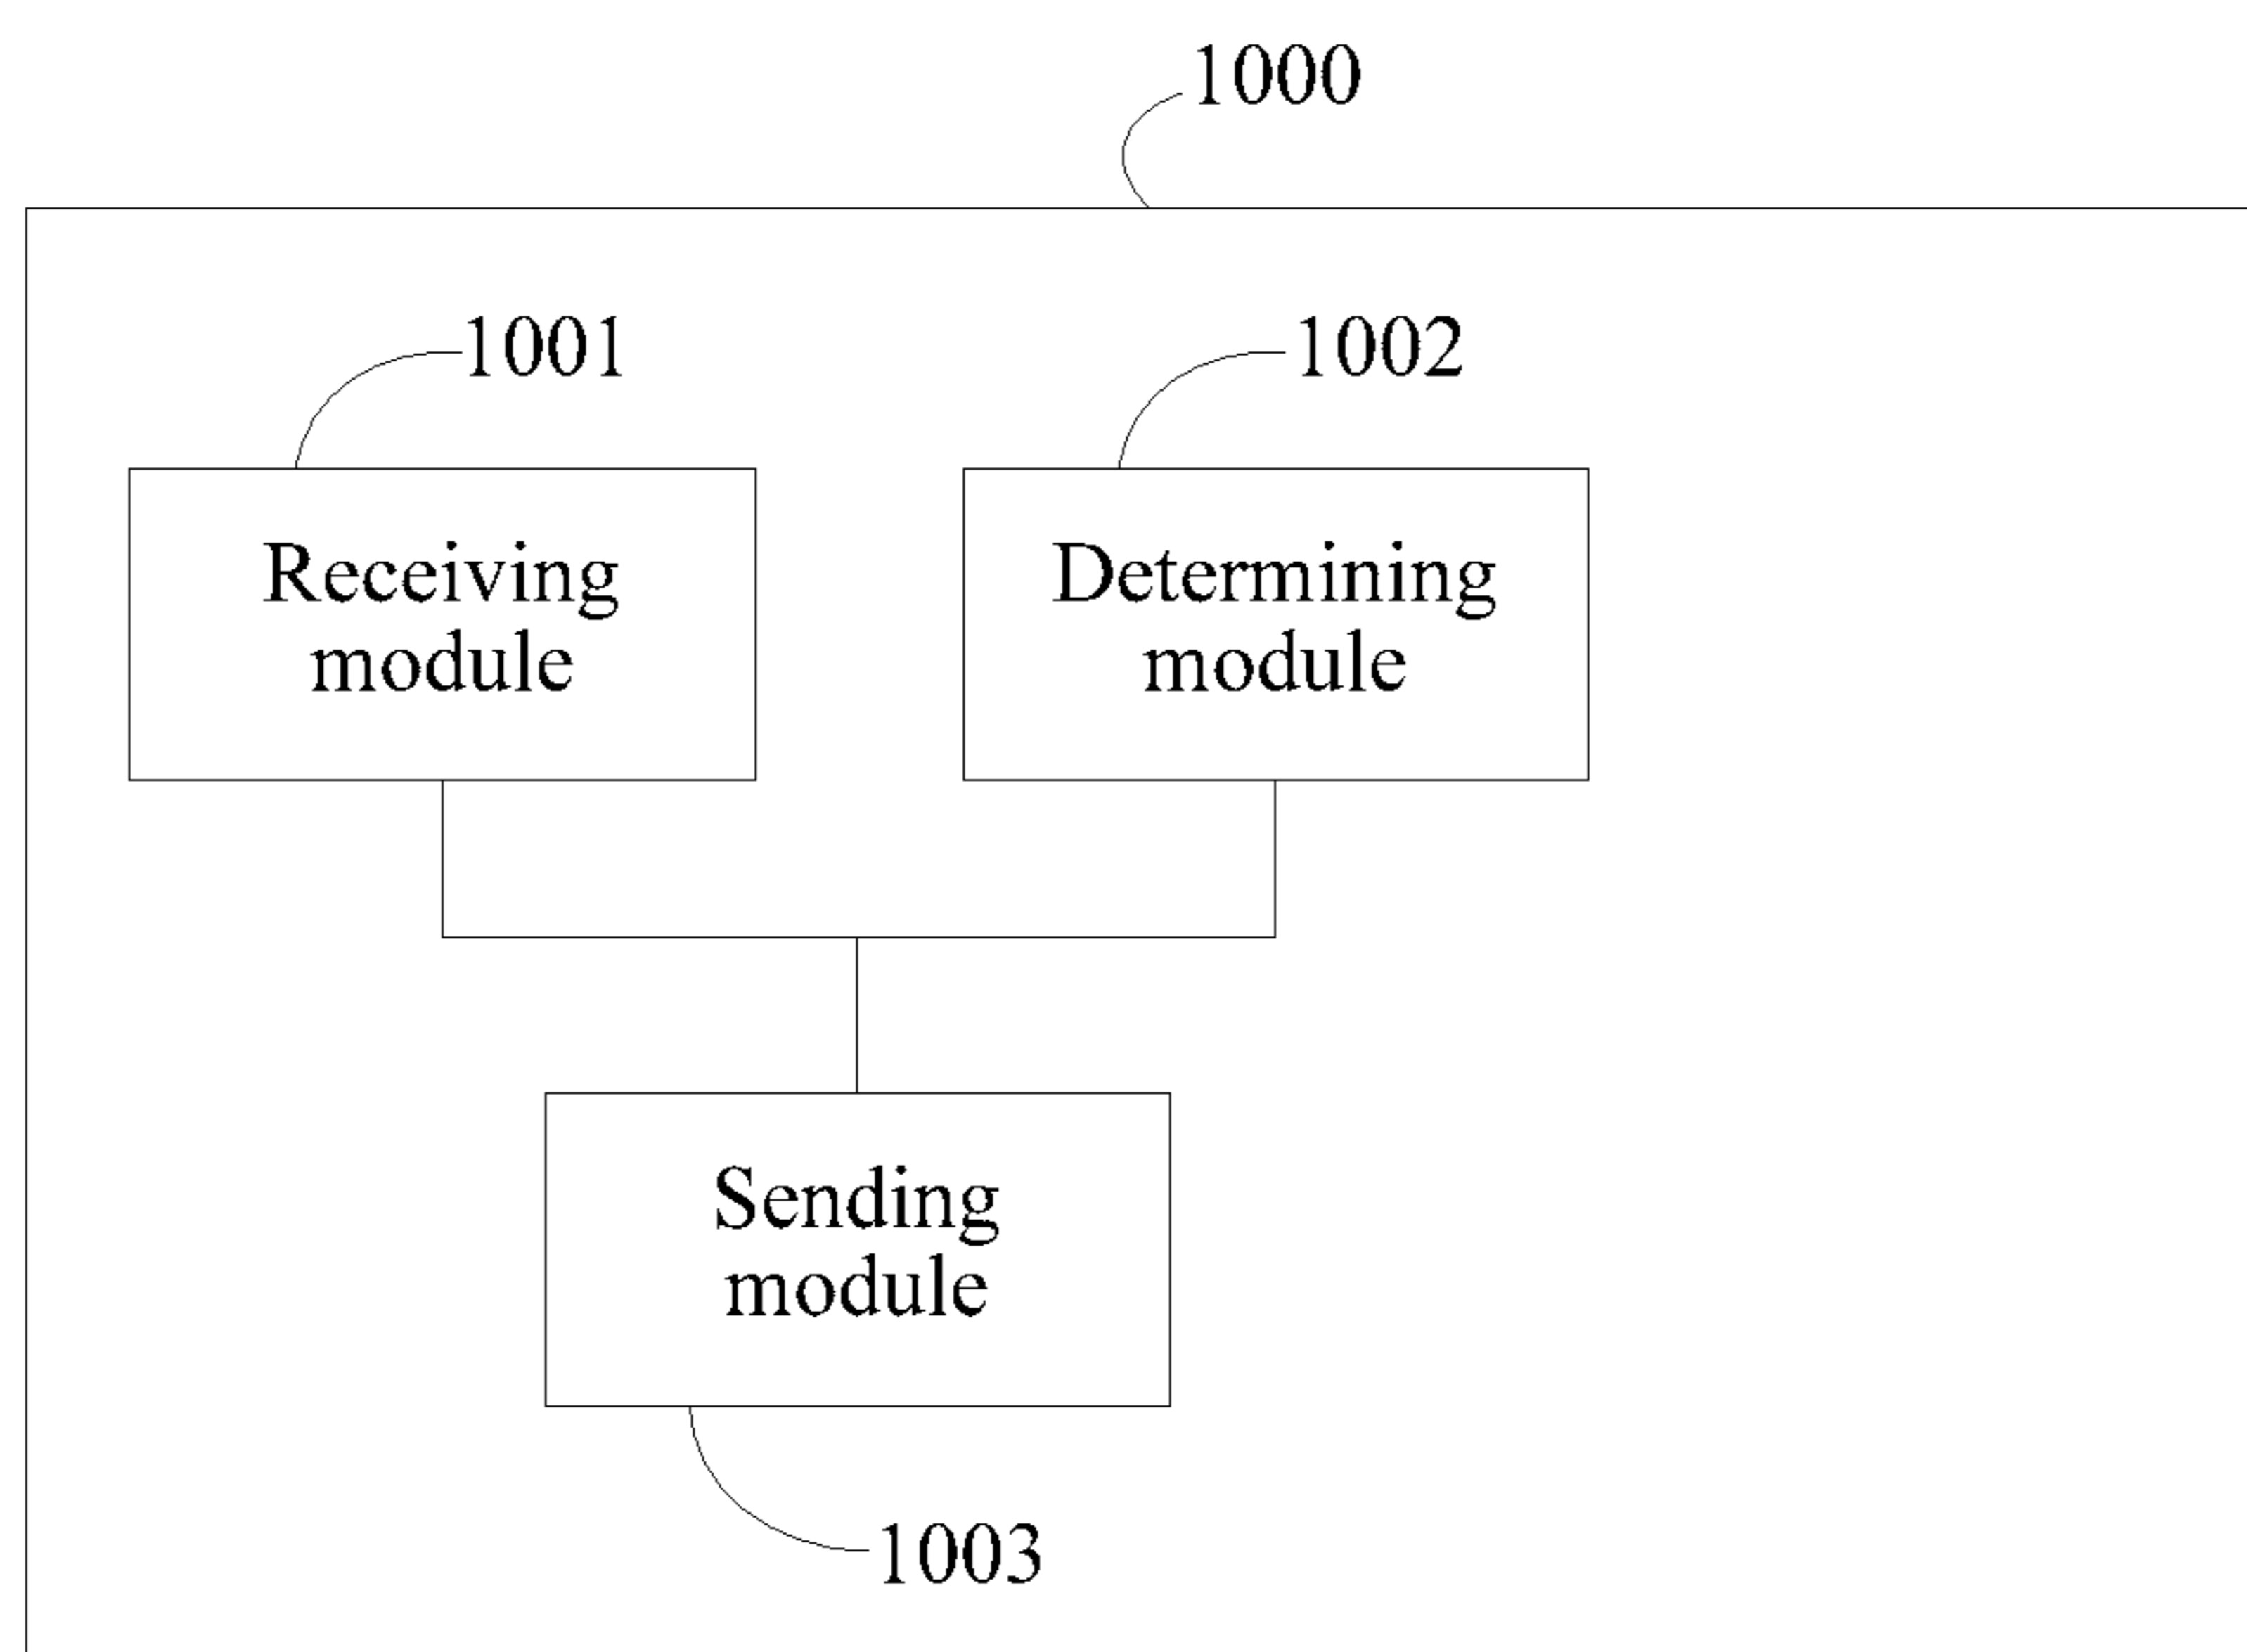 1000
1001
1002
Receiving
module
Determining
module
Sending
module
1003